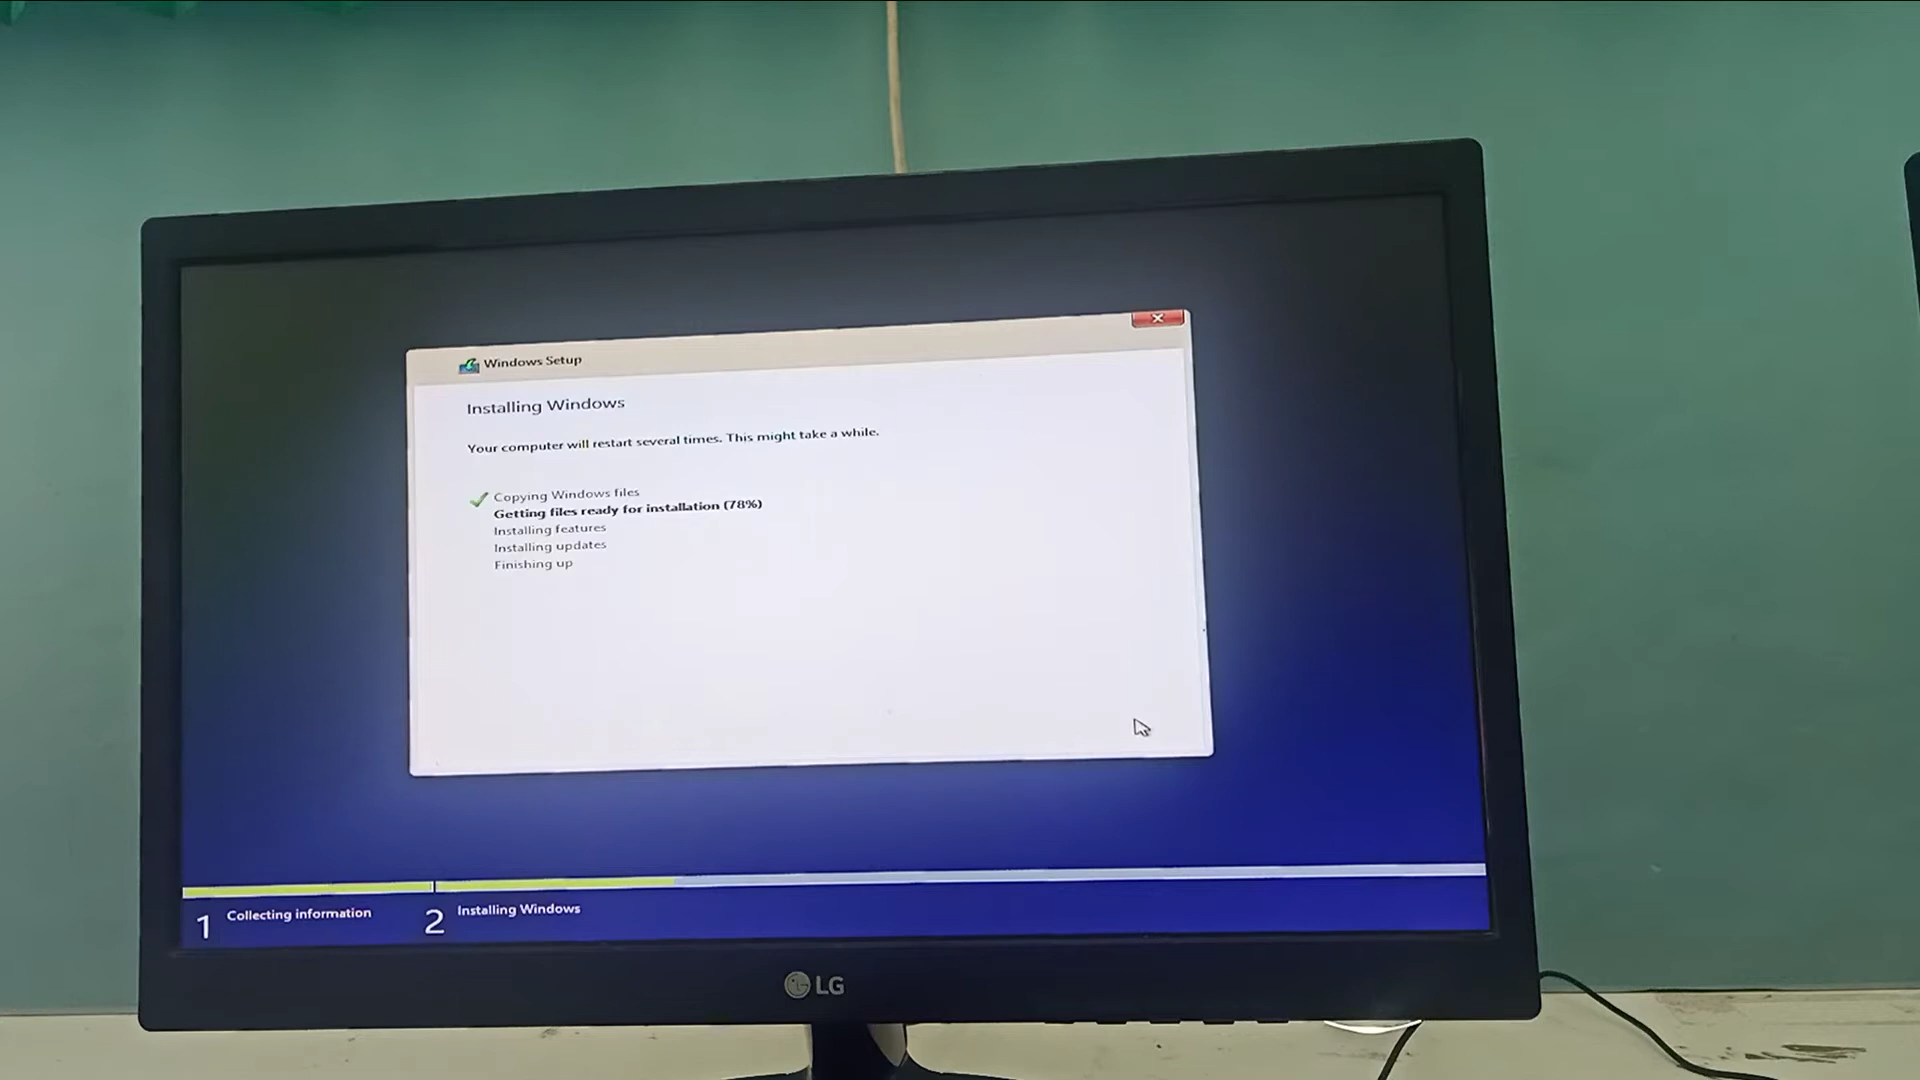 Windows Setup
Installing Windows
Your computer will restart several times. This might take a while.
Copying Windows files
Getting files ready for installation (78%)
Installing features
Installing updates
Finishing up
1 Collecting information
2 Installing Windows
LG